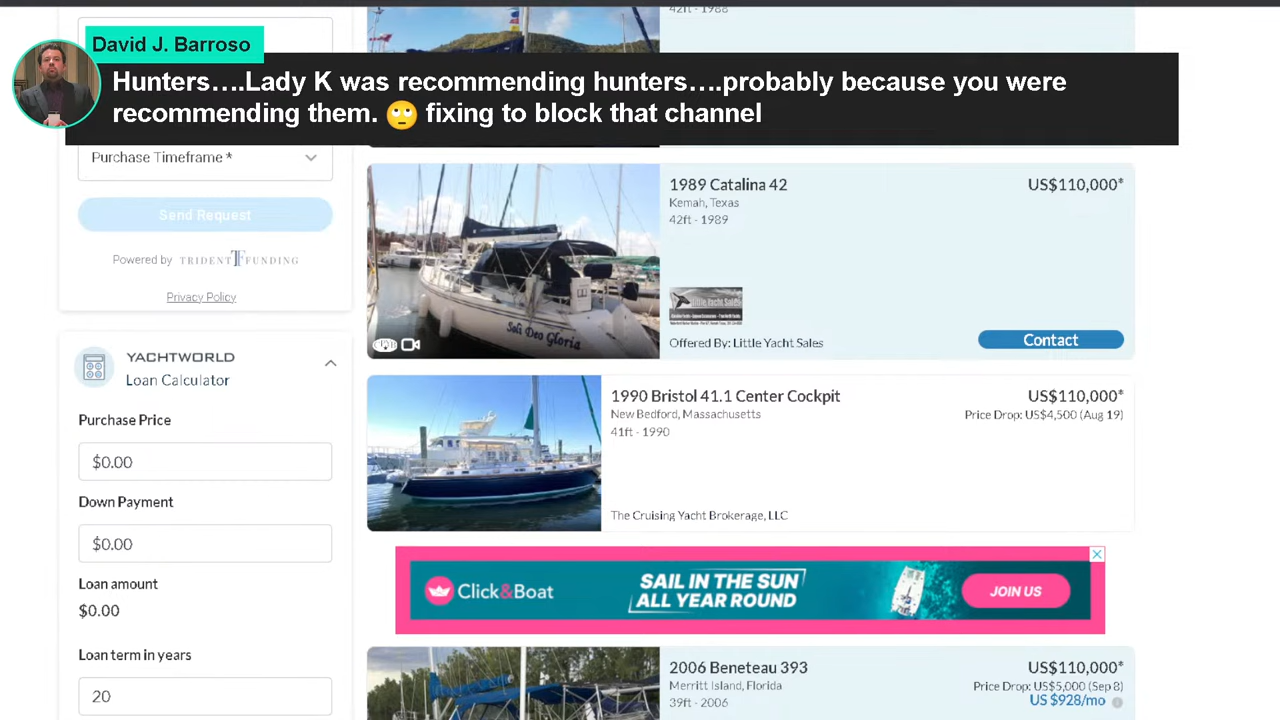 42ft - 1988
David J. Barroso
Hunters….Lady K was recommending hunters….probably because you were
recommending them. 🙄 fixing to block that channel
Purchase Timeframe *
Send Request
Powered by TRIDENT FUNDING
Privacy Policy
YACHTWORLD
Loan Calculator
Purchase Price
$0.00
Down Payment
$0.00
Loan amount
$0.00
Loan term in years
20
1989 Catalina 42
US$110,000*
Kemah, Texas
42ft - 1989
Soli Deo Gloria
Little Yacht Sales
Offered By: Little Yacht Sales
Contact
1990 Bristol 41.1 Center Cockpit
US$110,000*
New Bedford, Massachusetts
Price Drop: US$4,500 (Aug 19)
41ft - 1990
The Cruising Yacht Brokerage, LLC
Click&Boat
SAIL IN THE SUN
ALL YEAR ROUND
JOIN US
2006 Beneteau 393
US$110,000*
Merritt Island, Florida
Price Drop: US$5,000 (Sep 8)
39ft - 2006
US $928/mo